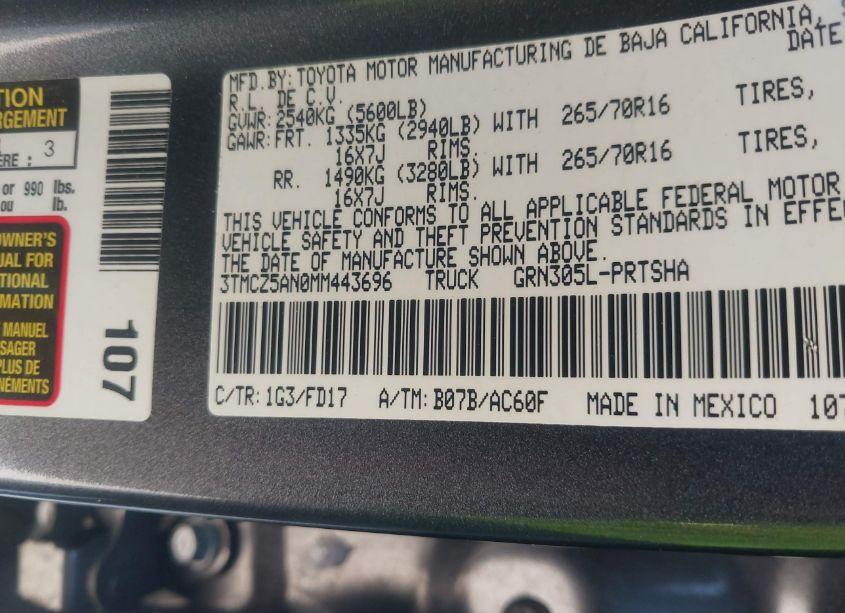 TION
RGEMENT
ÈRE : 3
or 990 lbs.
ou lb.
OWNER'S
UAL FOR
TIONAL
RMATION
MANUEL
SAGER
PLUS DE
NÉMENTS
107
MFD.BY:TOYOTA MOTOR MANUFACTURING DE BAJA CALIFORNIA,
R.L. DE C.V. DATE
GVWR:2540KG (5600LB)
GAWR:FRT. 1335KG (2940LB) WITH 265/70R16 TIRES,
16X7J RIMS.
RR. 1490KG (3280LB) WITH 265/70R16 TIRES,
16X7J RIMS.
THIS VEHICLE CONFORMS TO ALL APPLICABLE FEDERAL MOTOR
VEHICLE SAFETY AND THEFT PREVENTION STANDARDS IN EFFE
THE DATE OF MANUFACTURE SHOWN ABOVE.
3TMCZ5AN0MM443696 TRUCK GRN305L-PRTSHA
C/TR:1G3/FD17 A/TM:B07B/AC60F MADE IN MEXICO 107